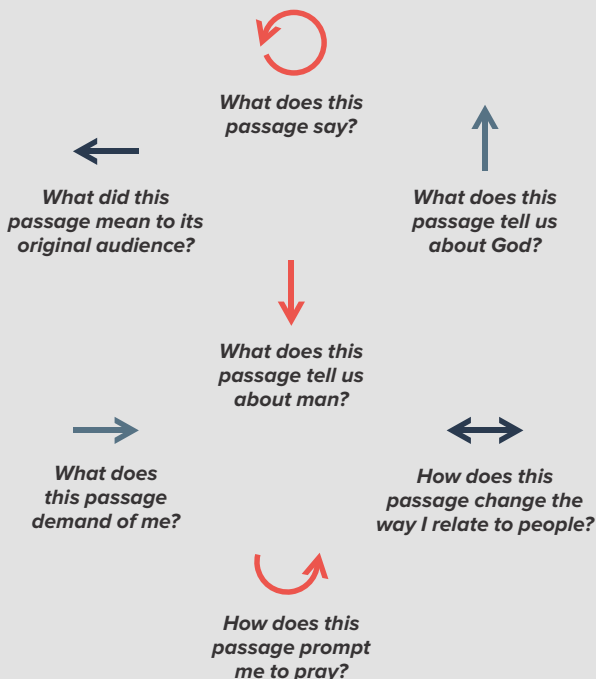 What does this
passage say?
What did this
passage mean to its
original audience?
What does this
passage tell us
about God?
What does this
passage tell us
about man?
What does
this passage
demand of me?
How does this
passage change the
way I relate to people?
How does this
passage prompt
me to pray?